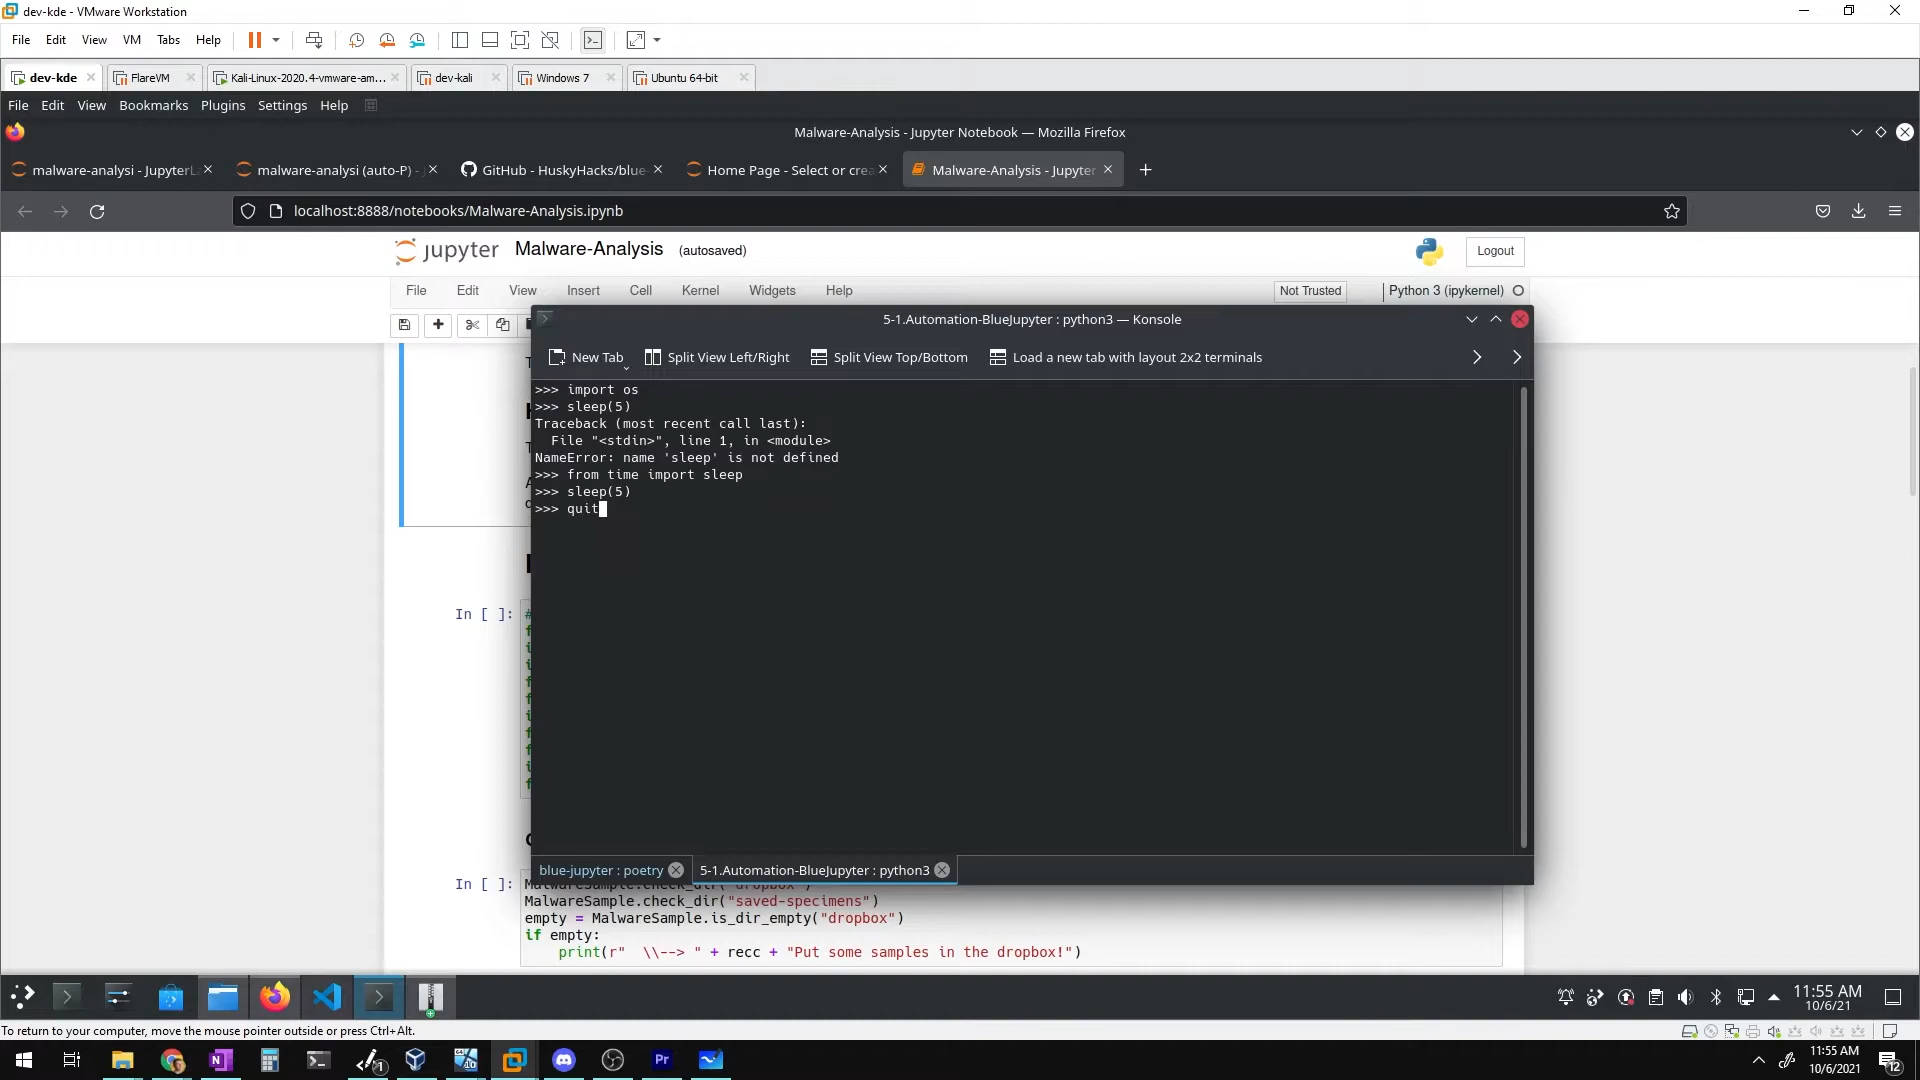 dev-kde - VMware Workstation
File Edit View VM Tabs Help
dev-kde FlareVM Kali-Linux-2020.4-vmware-am... dev-kali Windows 7 Ubuntu 64-bit
File Edit View Bookmarks Plugins Settings Help
Malware-Analysis - Jupyter Notebook — Mozilla Firefox
malware-analysi - JupyterL malware-analysi (auto-P) - GitHub - HuskyHacks/blue- Home Page - Select or crea Malware-Analysis - Jupyter
localhost:8888/notebooks/Malware-Analysis.ipynb
jupyter Malware-Analysis (autosaved) Logout
File Edit View Insert Cell Kernel Widgets Help Not Trusted Python 3 (ipykernel)
5-1.Automation-BlueJupyter : python3 — Konsole
New Tab Split View Left/Right Split View Top/Bottom Load a new tab with layout 2x2 terminals
>>> import os
>>> sleep(5)
Traceback (most recent call last):
File "<stdin>", line 1, in <module>
NameError: name 'sleep' is not defined
>>> from time import sleep
>>> sleep(5)
>>> quit
In [ ]:
blue-jupyter : poetry 5-1.Automation-BlueJupyter : python3
In [ ]: MalwareSample.check_dir("dropbox")
MalwareSample.check_dir("saved-specimens")
empty = MalwareSample.is_dir_empty("dropbox")
if empty:
print(r"  \\--> " + recc + "Put some samples in the dropbox!")
11:55 AM
10/6/21
To return to your computer, move the mouse pointer outside or press Ctrl+Alt.
11:55 AM
10/6/2021